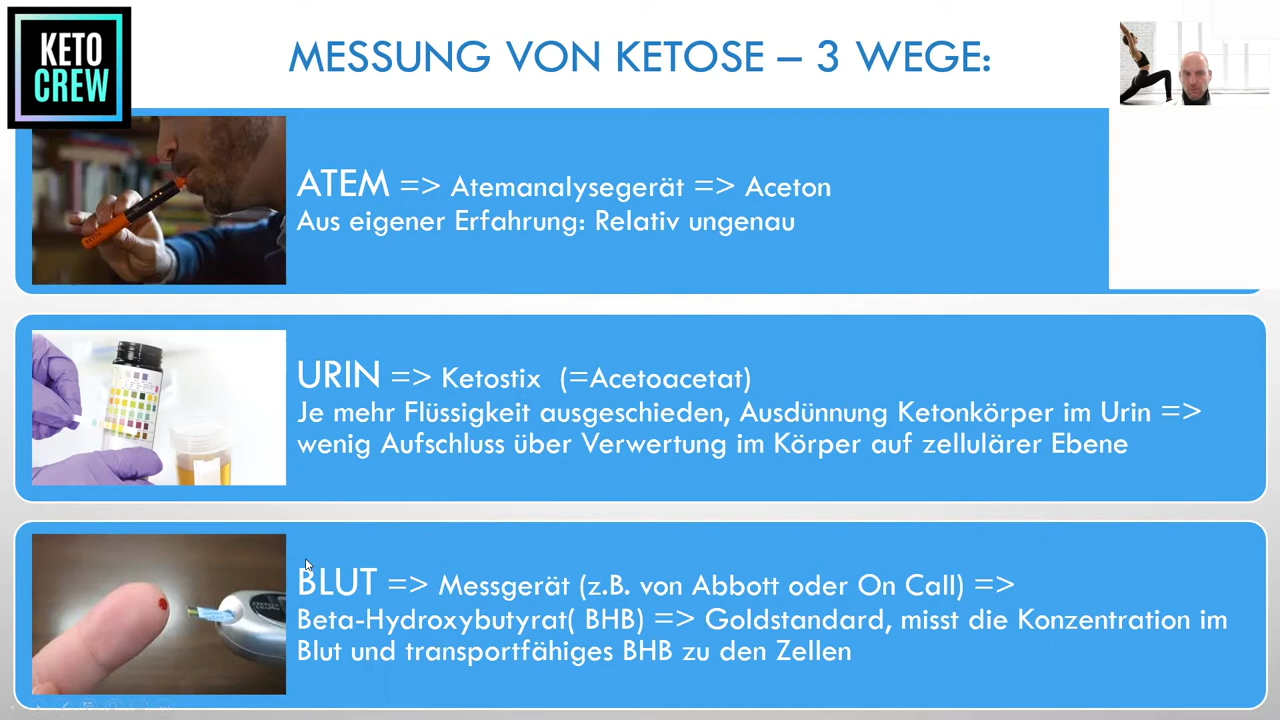 KETO
CREW
MESSUNG VON KETOSE – 3 WEGE:
ATEM => Atemanalysegerät => Aceton
Aus eigener Erfahrung: Relativ ungenau
URIN => Ketostix (=Acetoacetat)
Je mehr Flüssigkeit ausgeschieden, Ausdünnung Ketonkörper im Urin =>
wenig Aufschluss über Verwertung im Körper auf zellulärer Ebene
BLUT => Messgerät (z.B. von Abbott oder On Call) =>
Beta-Hydroxybutyrat( BHB) => Goldstandard, misst die Konzentration im
Blut und transportfähiges BHB zu den Zellen